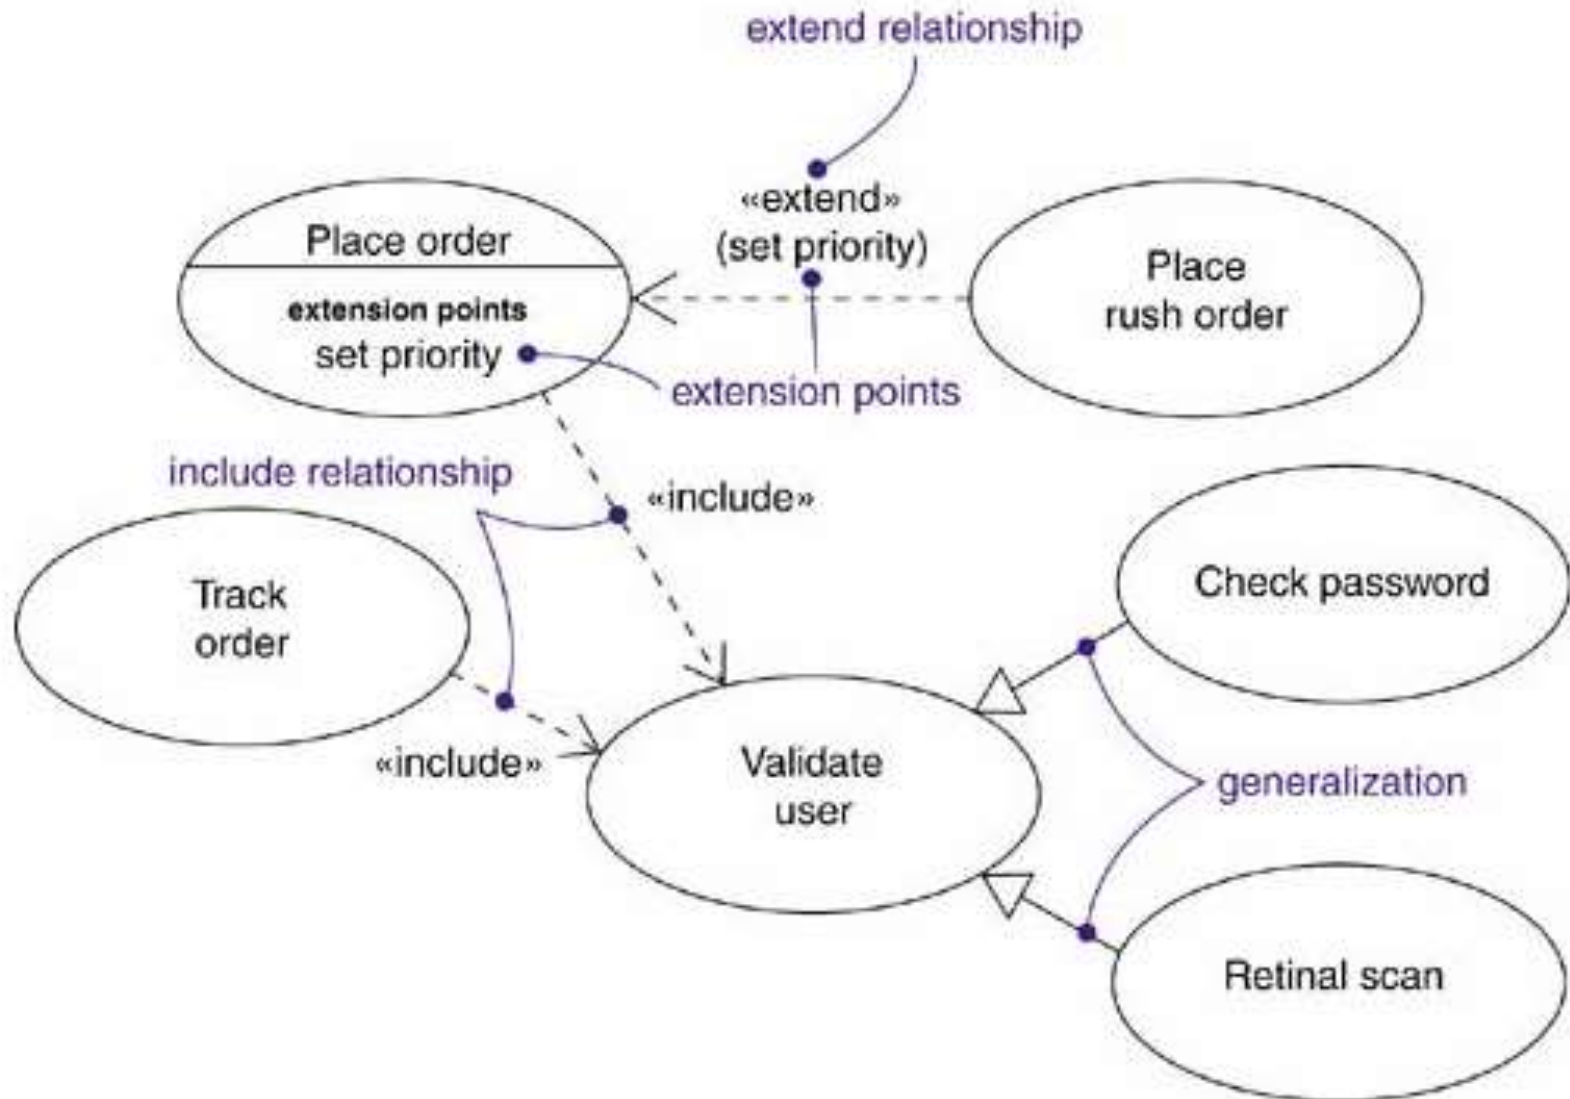 extend relationship
«extend»
(set priority)
Place order
extension points
set priority
Place
rush order
extension points
include relationship
«include»
Track
order
Check password
«include»
Validate
user
generalization
Retinal scan